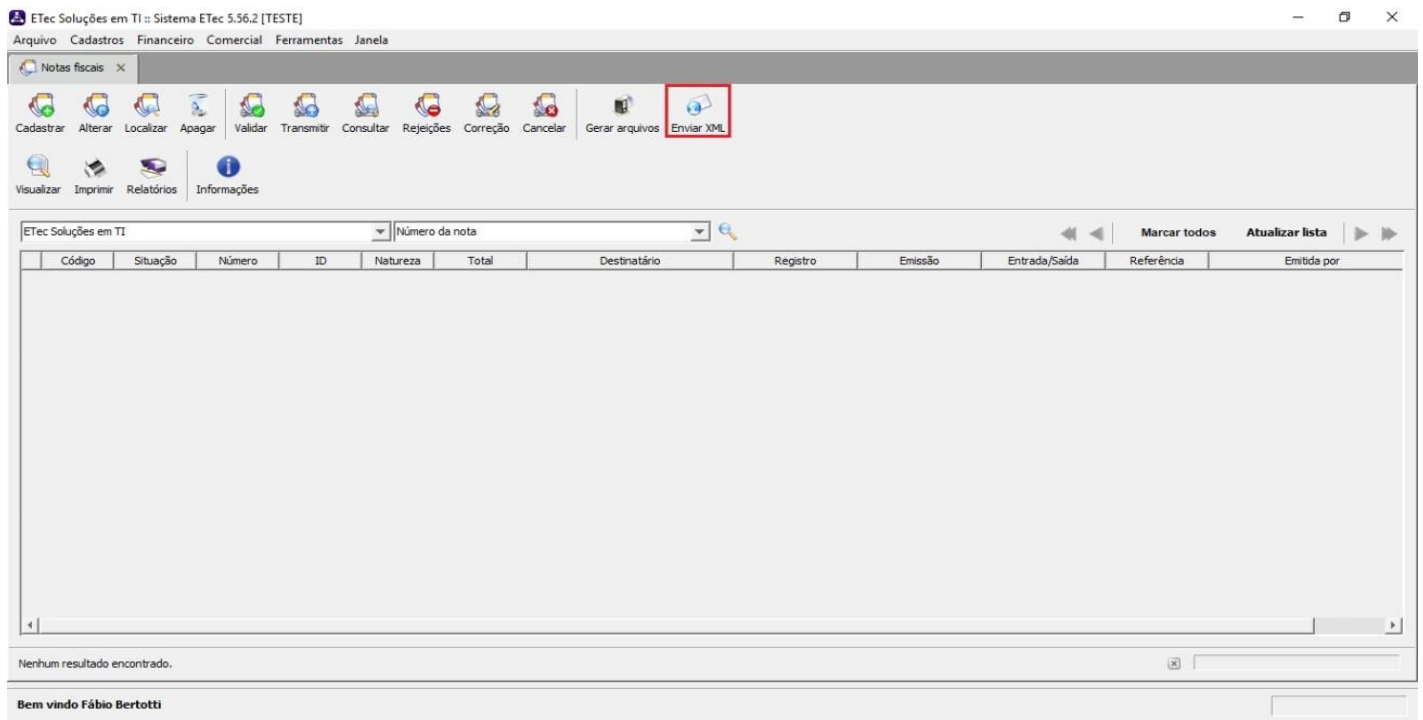 ETec Soluções em TI :: Sistema ETec 5.56.2 [TESTE]
Arquivo Cadastros Financeiro Comercial Ferramentas Janela
Notas fiscais
Cadastrar Alterar Localizar Apagar Validar Transmitir Consultar Rejeições Correção Cancelar Gerar arquivos Enviar XML
Visualizar Imprimir Relatórios Informações
ETec Soluções em TI Número da nota Marcar todos Atualizar lista
Código Situação Número ID Natureza Total Destinatário Registro Emissão Entrada/Saída Referência Emitida por
Nenhum resultado encontrado.
Bem vindo Fábio Bertotti